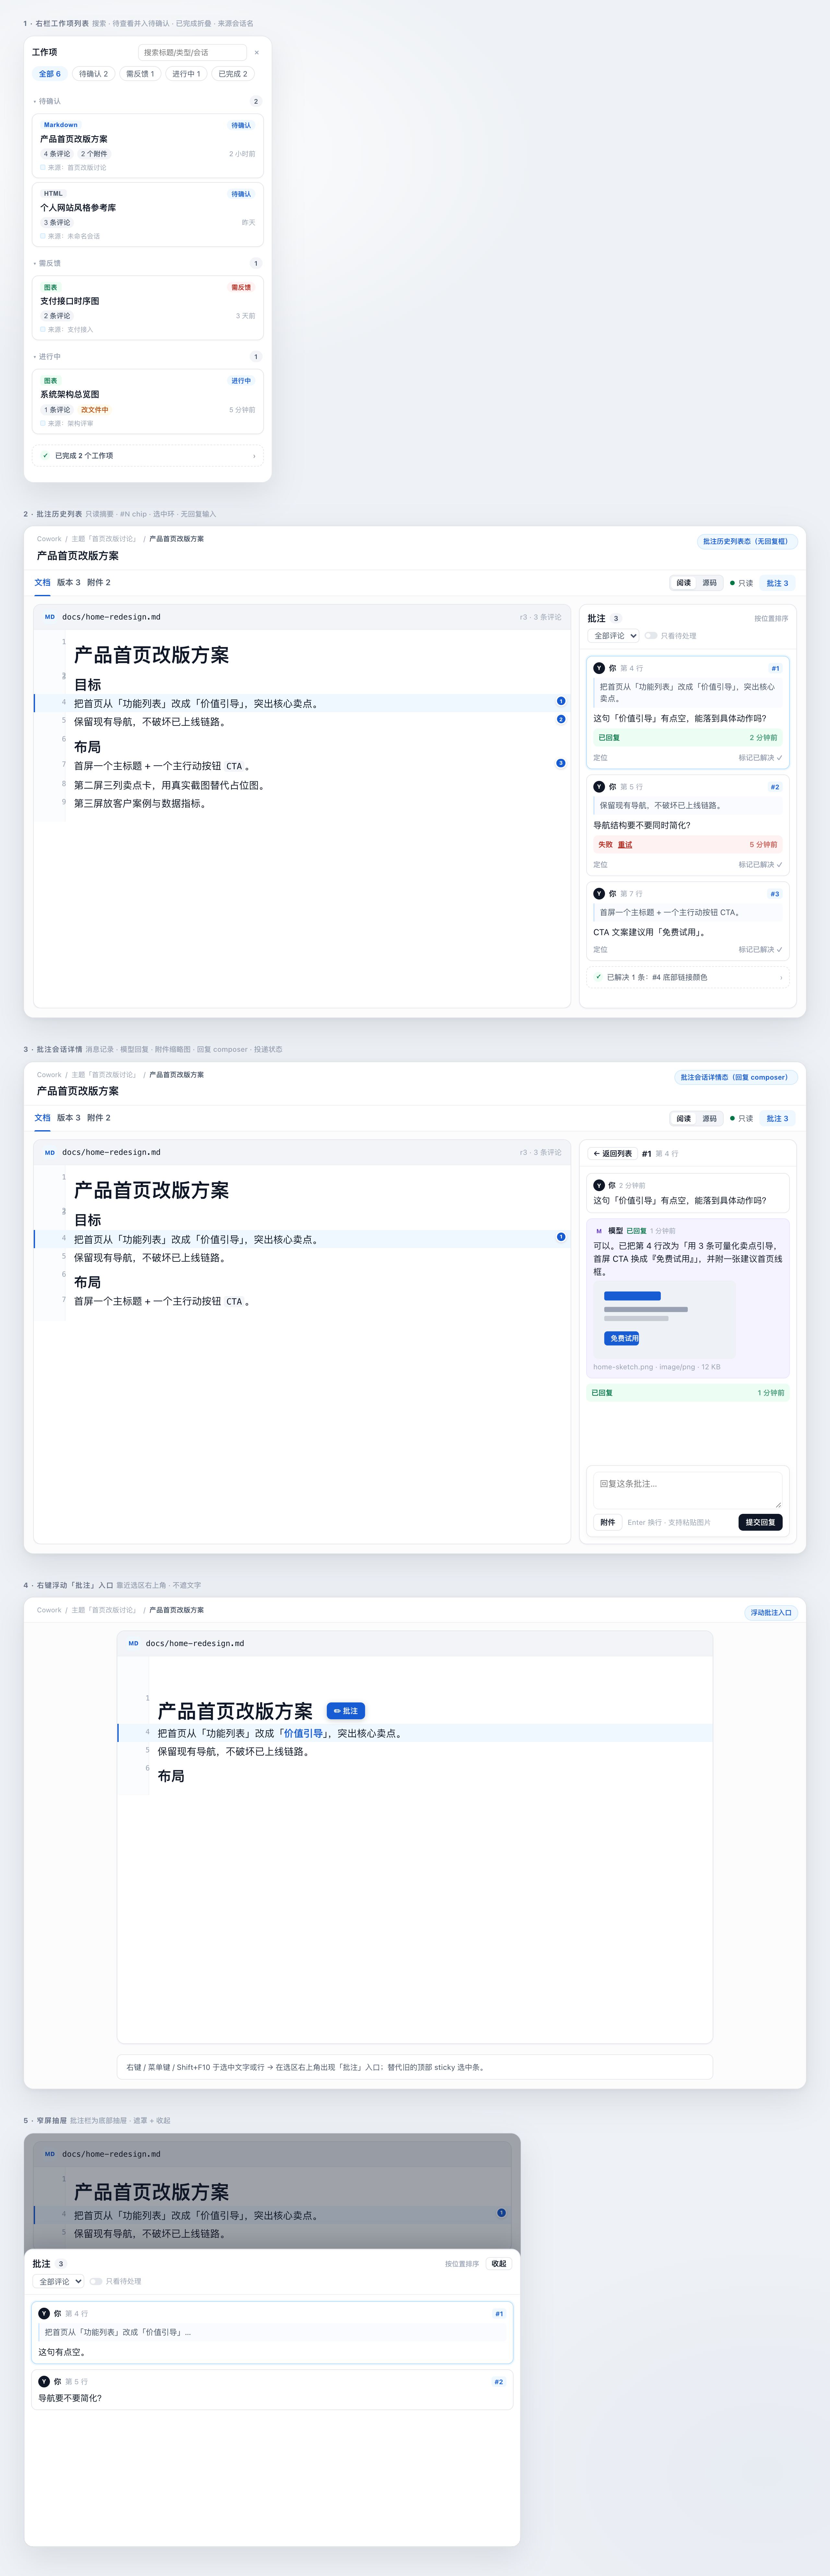 1 · 右栏工作项列表 搜索 · 待查看并入待确认 · 已完成折叠 · 来源会话名
工作项
搜索标题/类型/会话
×
全部 6
待确认 2
需反馈 1
进行中 1
已完成 2
• 待确认
2
Markdown
待确认
产品首页改版方案
4 条评论
2 个附件
2 小时前
来源：首页改版讨论
HTML
待确认
个人网站风格参考库
3 条评论
昨天
来源：未命名会话
• 需反馈
1
图表
需反馈
支付接口时序图
2 条评论
3 天前
来源：支付接入
• 进行中
1
图表
进行中
系统架构总览图
1 条评论
改文件中
5 分钟前
来源：架构评审
✓ 已完成 2 个工作项
›
2 · 批注历史列表 只读摘要 · #N chip · 选中环 · 无回复输入
Cowork / 主题「首页改版讨论」 / 产品首页改版方案
批注历史列表态（无回复框）
产品首页改版方案
文档
版本 3
附件 2
阅读
源码
只读
批注 3
MD docs/home-redesign.md
r3 · 3 条评论
1
产品首页改版方案
3
目标
4 把首页从「功能列表」改成「价值引导」，突出核心卖点。
1
5 保留现有导航，不破坏已上线链路。
2
6
布局
7 首屏一个主标题 + 一个主行动按钮 CTA 。
3
8 第二屏三列卖点卡，用真实截图替代占位图。
9 第三屏放客户案例与数据指标。
批注 3
按位置排序
全部评论
只看待处理
Y 你 第 4 行
#1
把首页从「功能列表」改成「价值引导」，突出核心
卖点。
这句「价值引导」有点空，能落到具体动作吗？
已回复
2 分钟前
定位
标记已解决 ✓
Y 你 第 5 行
#2
保留现有导航，不破坏已上线链路。
导航结构要不要同时简化？
失败 重试
5 分钟前
定位
标记已解决 ✓
Y 你 第 7 行
#3
首屏一个主标题 + 一个主行动按钮 CTA。
CTA 文案建议用「免费试用」。
定位
标记已解决 ✓
✓ 已解决 1 条：#4 底部链接颜色
›
3 · 批注会话详情 消息记录 · 模型回复 · 附件缩略图 · 回复 composer · 投递状态
Cowork / 主题「首页改版讨论」 / 产品首页改版方案
批注会话详情态（回复 composer）
产品首页改版方案
文档
版本 3
附件 2
阅读
源码
只读
批注 3
MD docs/home-redesign.md
r3 · 3 条评论
1
产品首页改版方案
3
目标
4 把首页从「功能列表」改成「价值引导」，突出核心卖点。
1
5 保留现有导航，不破坏已上线链路。
6
布局
7 首屏一个主标题 + 一个主行动按钮 CTA 。
← 返回列表 #1 第 4 行
Y 你 2 分钟前
这句「价值引导」有点空，能落到具体动作吗？
M 模型 已回复 1 分钟前
可以。已把第 4 行改为「用 3 条可量化卖点引导，
首屏 CTA 换成『免费试用』」，并附一张建议首页线
框。
免费试用
home-sketch.png · image/png · 12 KB
已回复
1 分钟前
回复这条批注…
附件
Enter 换行 · 支持粘贴图片
提交回复
4 · 右键浮动「批注」入口 靠近选区右上角 · 不遮文字
Cowork / 主题「首页改版讨论」 / 产品首页改版方案
浮动批注入口
MD docs/home-redesign.md
1
产品首页改版方案
✏ 批注
4 把首页从「功能列表」改成「价值引导」，突出核心卖点。
5 保留现有导航，不破坏已上线链路。
6
布局
右键 / 菜单键 / Shift+F10 于选中文字或行 → 在选区右上角出现「批注」入口；替代旧的顶部 sticky 选中条。
5 · 窄屏抽屉 批注栏为底部抽屉 · 遮罩 + 收起
MD docs/home-redesign.md
1
产品首页改版方案
4 把首页从「功能列表」改成「价值引导」，突出核心卖点。
1
5 保留现有导航，不破坏已上线链路。
批注 3
按位置排序
收起
全部评论
只看待处理
Y 你 第 4 行
#1
把首页从「功能列表」改成「价值引导」…
这句有点空。
Y 你 第 5 行
#2
导航要不要简化？